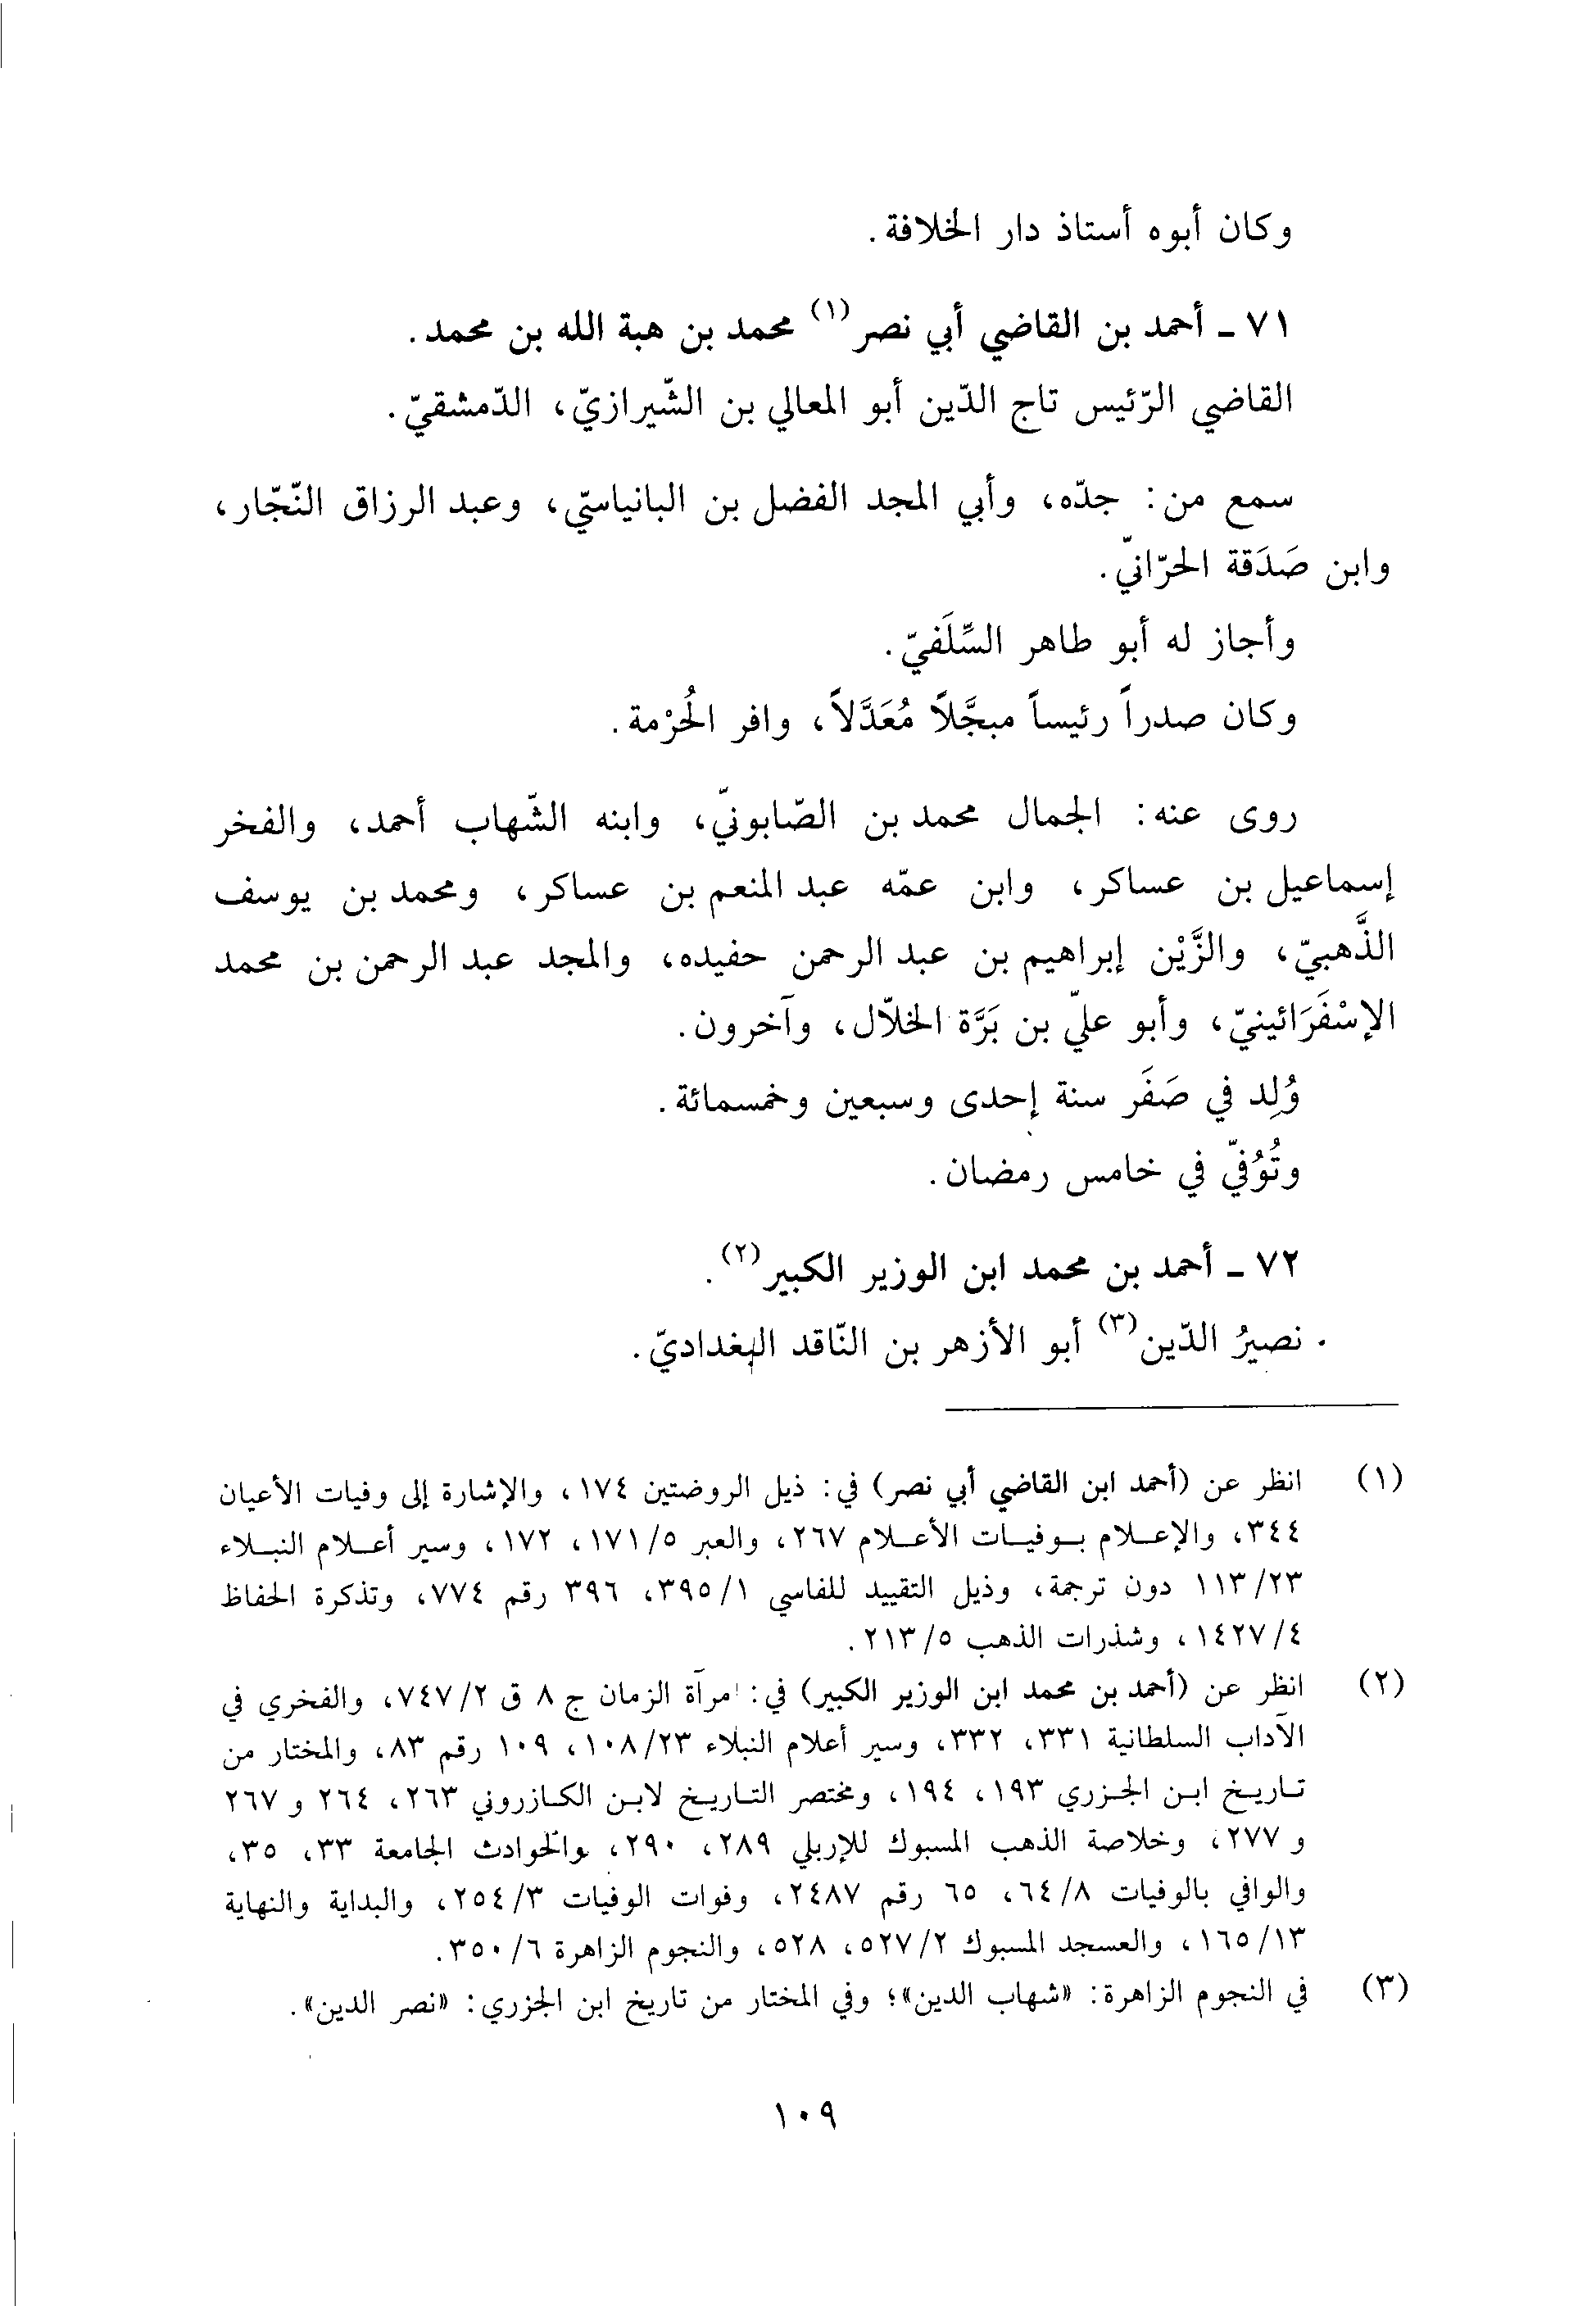 وكان أبوه أستاذ دار الخلافة.
٧١ ـ أحمد بن القاضي أبي نصر(١) محمد بن هبة الله بن محمد.
القاضي الرّئيس تاج الدّين أبو المعالي بن الشّيرازيّ، الدّمشقيّ.
سمع من: جدّه، وأبي المجد الفضل بن البانياسيّ، وعبد الرزاق النّجّار،
وابن صَدَقة الحرّانيّ.
وأجاز له أبو طاهر السِّلَفيّ.
وكان صدراً رئيساً مبجَّلاً مُعَدَّلاً، وافر الحُرْمة.
روى عنه: الجمال محمد بن الصّابونيّ، وابنه الشّهاب أحمد، والفخر
إسماعيل بن عساكر، وابن عمّه عبد المنعم بن عساكر، ومحمد بن يوسف
الذَّهبيّ، والزَّيْن إبراهيم بن عبد الرحمن حفيده، والمجد عبد الرحمن بن محمد
الإسْفَرَائينيّ، وأبو عليّ بن بَرَّة الخلاّل، وآخرون.
وُلِد في صَفَر سنة إحدى وسبعين وخمسمائة.
وتُوُفيّ في خامس رمضان.
٧٢ ـ أحمد بن محمد ابن الوزير الكبير(٢).
نصيرُ الدّين(٣) أبو الأزهر بن النّاقد البغداديّ.
(١) انظر عن (أحمد ابن القاضي أبي نصر) في: ذيل الروضتين ١٧٤، والإشارة إلى وفيات الأعيان
٣٤٤، والإعلام بوفيات الأعلام ٢٦٧، والعبر ٥/ ١٧١، ١٧٢، وسير أعلام النبلاء
٢٣/ ١١٣ دون ترجمة، وذيل التقييد للفاسي ١/ ٣٩٥، ٣٩٦ رقم ٧٧٤، وتذكرة الحفاظ
٤/ ١٤٢٧، وشذرات الذهب ٥/ ٢١٣.
(٢) انظر عن (أحمد بن محمد ابن الوزير الكبير) في: مرآة الزمان ج ٨ ق ٢/ ٧٤٧، والفخري في
الآداب السلطانية ٣٣١، ٣٣٢، وسير أعلام النبلاء ٢٣/ ١٠٨، ١٠٩ رقم ٨٣، والمختار من
تاريخ ابن الجزري ١٩٣، ١٩٤، ومختصر التاريخ لابن الكازروني ٢٦٣، ٢٦٤ و ٢٦٧
و ٢٧٧، وخلاصة الذهب المسبوك للإربلي ٢٨٩، ٢٩٠، والحوادث الجامعة ٣٣، ٣٥،
والوافي بالوفيات ٨/ ٦٤، ٦٥ رقم ٢٤٨٧، وفوات الوفيات ٣/ ٢٥٤، والبداية والنهاية
١٣/ ١٦٥، والعسجد المسبوك ٢/ ٥٢٧، ٥٢٨، والنجوم الزاهرة ٦/ ٣٥٠.
(٣) في النجوم الزاهرة: «شهاب الدين»؛ وفي المختار من تاريخ ابن الجزري: «نصر الدين».
١٠٩